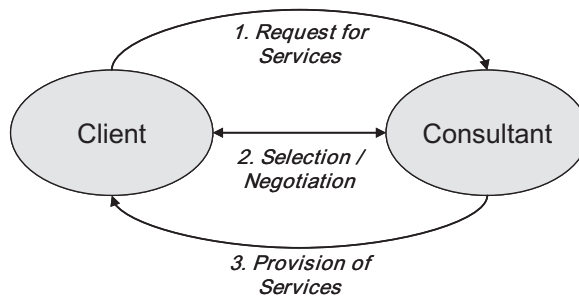 1. Request for
Services
Client
Consultant
2. Selection /
Negotiation
3. Provision of
Services